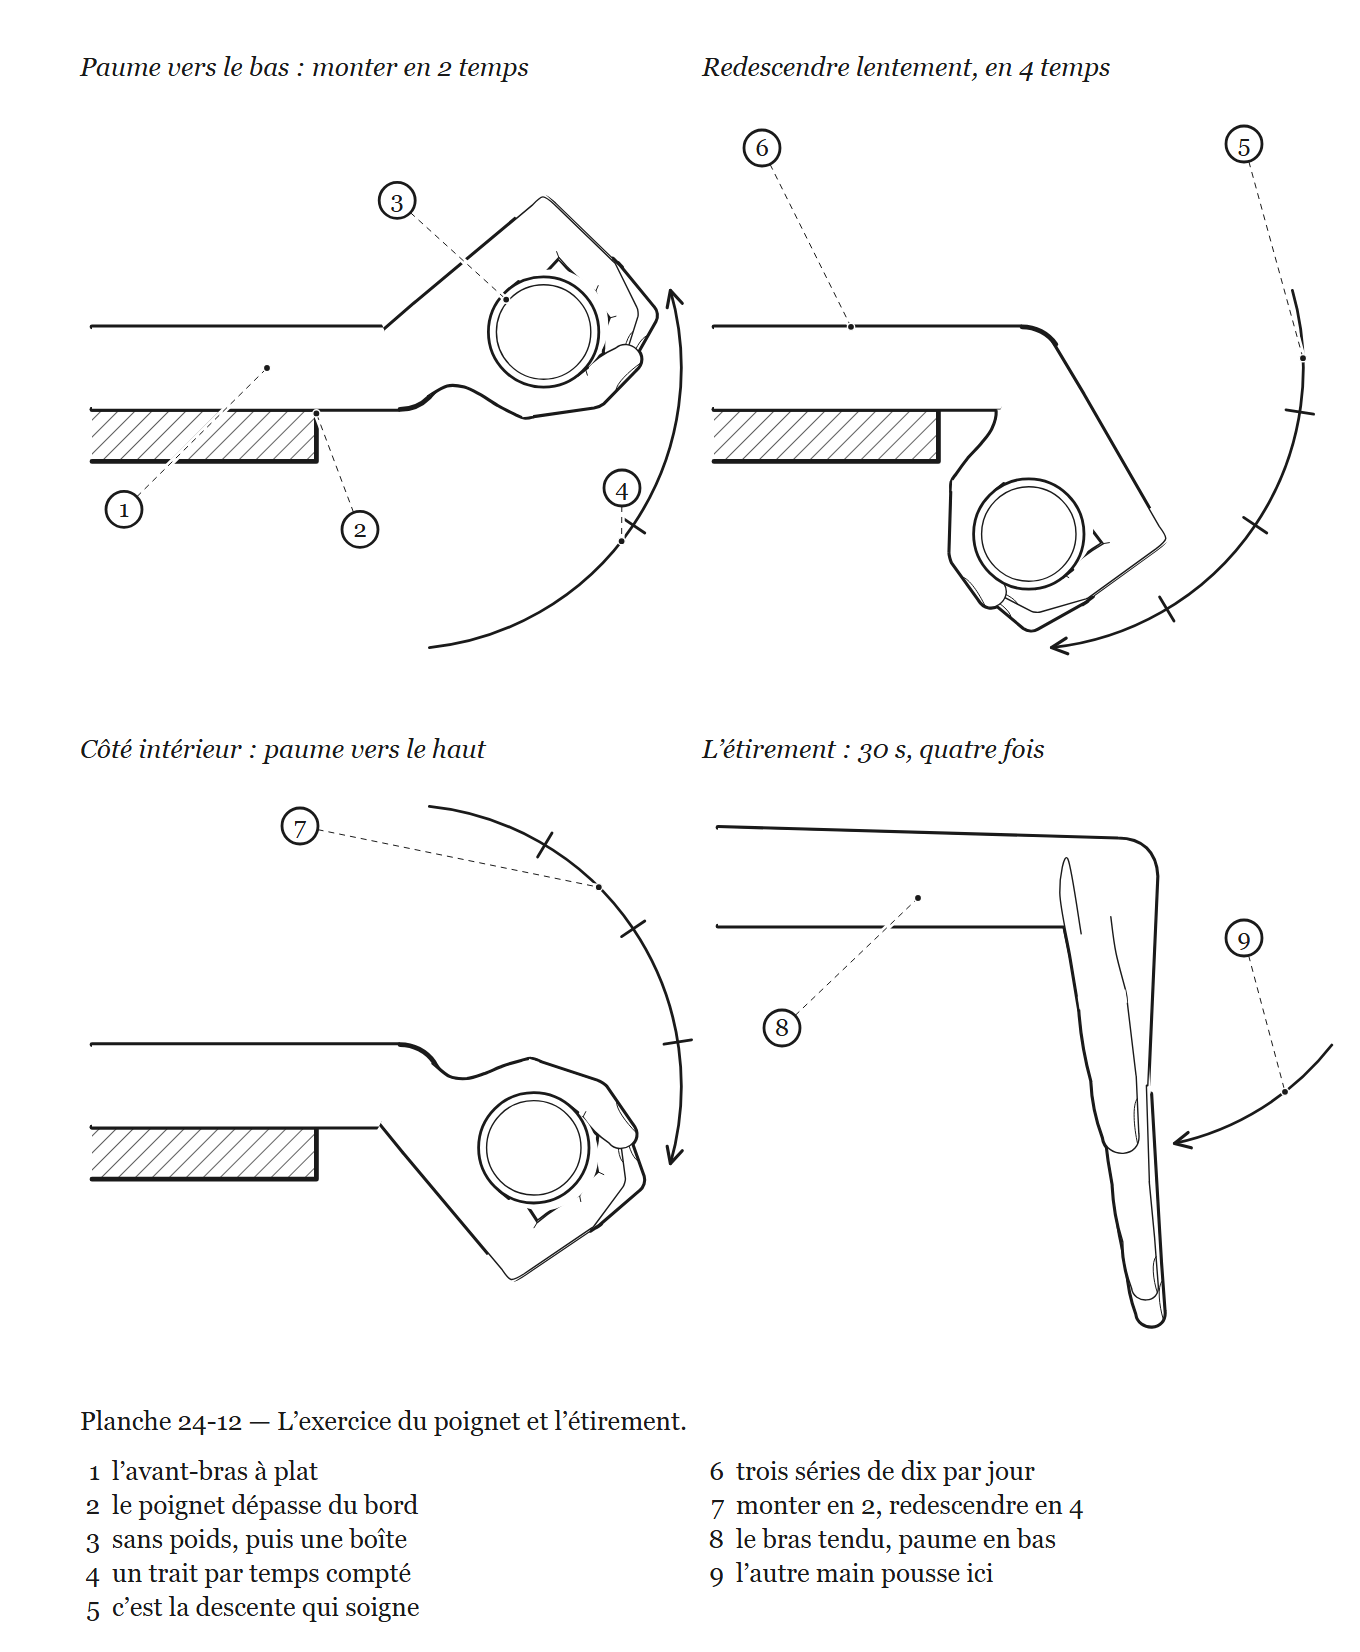 Paume vers le bas : monter en 2 temps
Redescendre lentement, en 4 temps
6
5
3
4
1
2
Côté intérieur : paume vers le haut
L’étirement : 30 s, quatre fois
7
9
8
Planche 24-12 — L’exercice du poignet et l’étirement.
1 l’avant-bras à plat
2 le poignet dépasse du bord
3 sans poids, puis une boîte
4 un trait par temps compté
5 c’est la descente qui soigne
6 trois séries de dix par jour
7 monter en 2, redescendre en 4
8 le bras tendu, paume en bas
9 l’autre main pousse ici